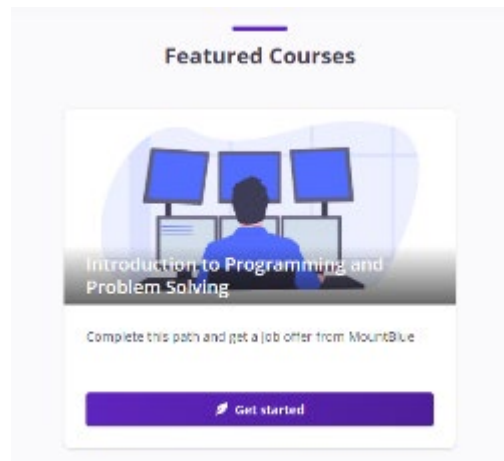 Featured Courses
Introduction to Programming and
Problem Solving
Complete this path and get a job offer from MountBlue
Get started